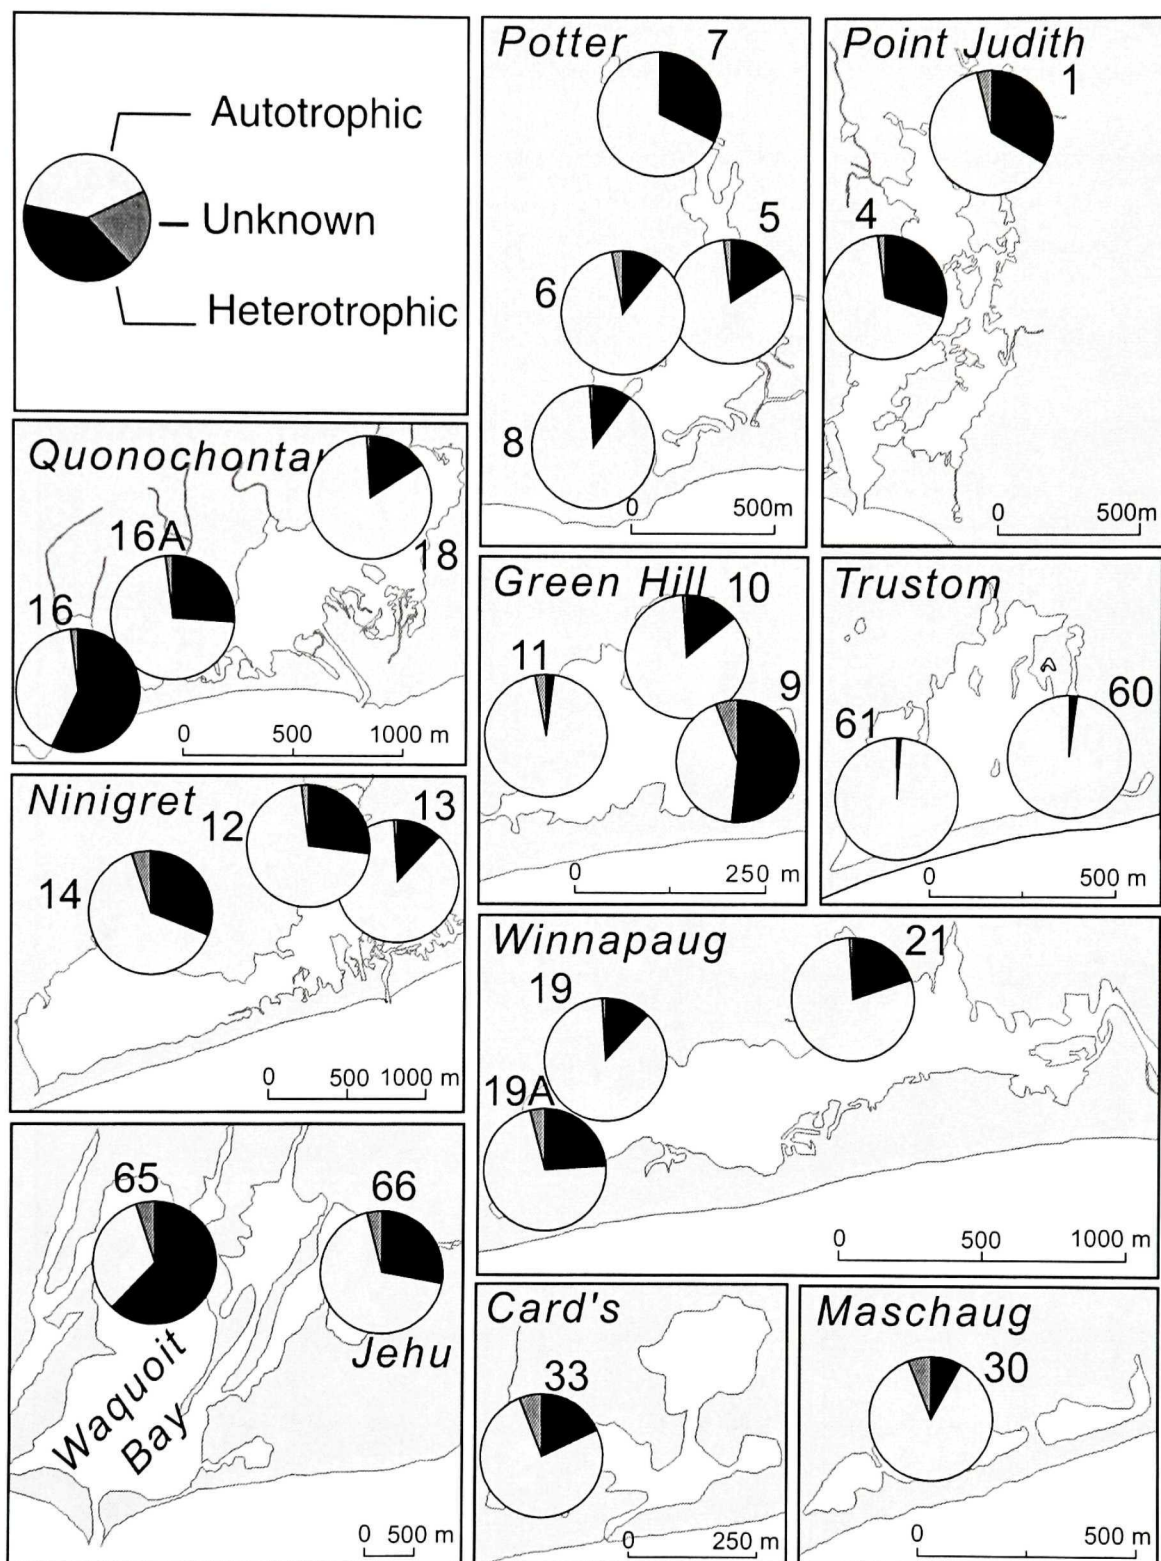 Autotrophic
Unknown
Heterotrophic
Potter
7
5
6
8
0 500m
Point Judith
1
4
0 500m
Quonochontau
16A
18
16
0 500 1000 m
Green Hill
10
11
9
0 250 m
Trustom
61
60
0 500 m
Ninigret
12
13
14
0 500 1000 m
Winnapaug
21
19
19A
0 500 1000 m
65
66
Jehu
Waquoit
Bay
0 500 m
Card's
33
0 250 m
Maschaug
30
0 500 m